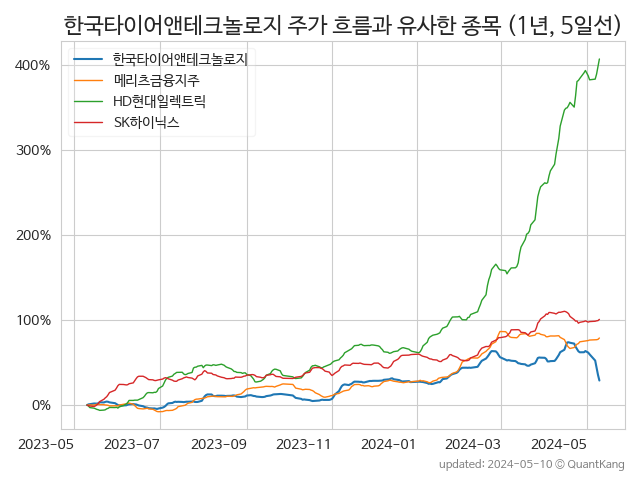 한국타이어앤테크놀로지 주가 흐름과 유사한 종목 (1년, 5일선)
한국타이어앤테크놀로지
메리츠금융지주
HD현대일렉트릭
SK하이닉스
400%
300%
200%
100%
0%
2023-05 2023-07 2023-09 2023-11 2024-01 2024-03 2024-05
updated: 2024-05-10 © QuantKang